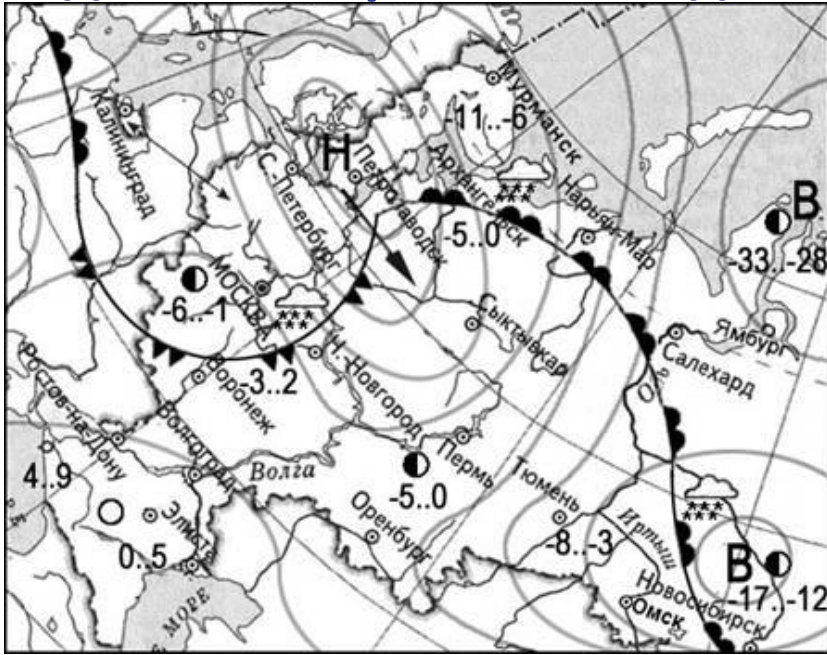 Мурманск
-11..-6
Калининград
Н
С.-Петербург
Петрозаводск
Архангельск
Нарьян-Мар
В
-5..0
-33..-28
МОСКВА
-6..-1
Сыктывкар
Ямбург
Салехард
Обь
-3..2
Н. Новгород
Воронеж
Ростов-на-Дону
Волгоград
Волга
Пермь
-5..0
Тюмень
4..9
Элиста
0..5
Оренбург
Иртыш
-8..-3
В
-17..-12
Новосибирск
Омск
МОРЕ